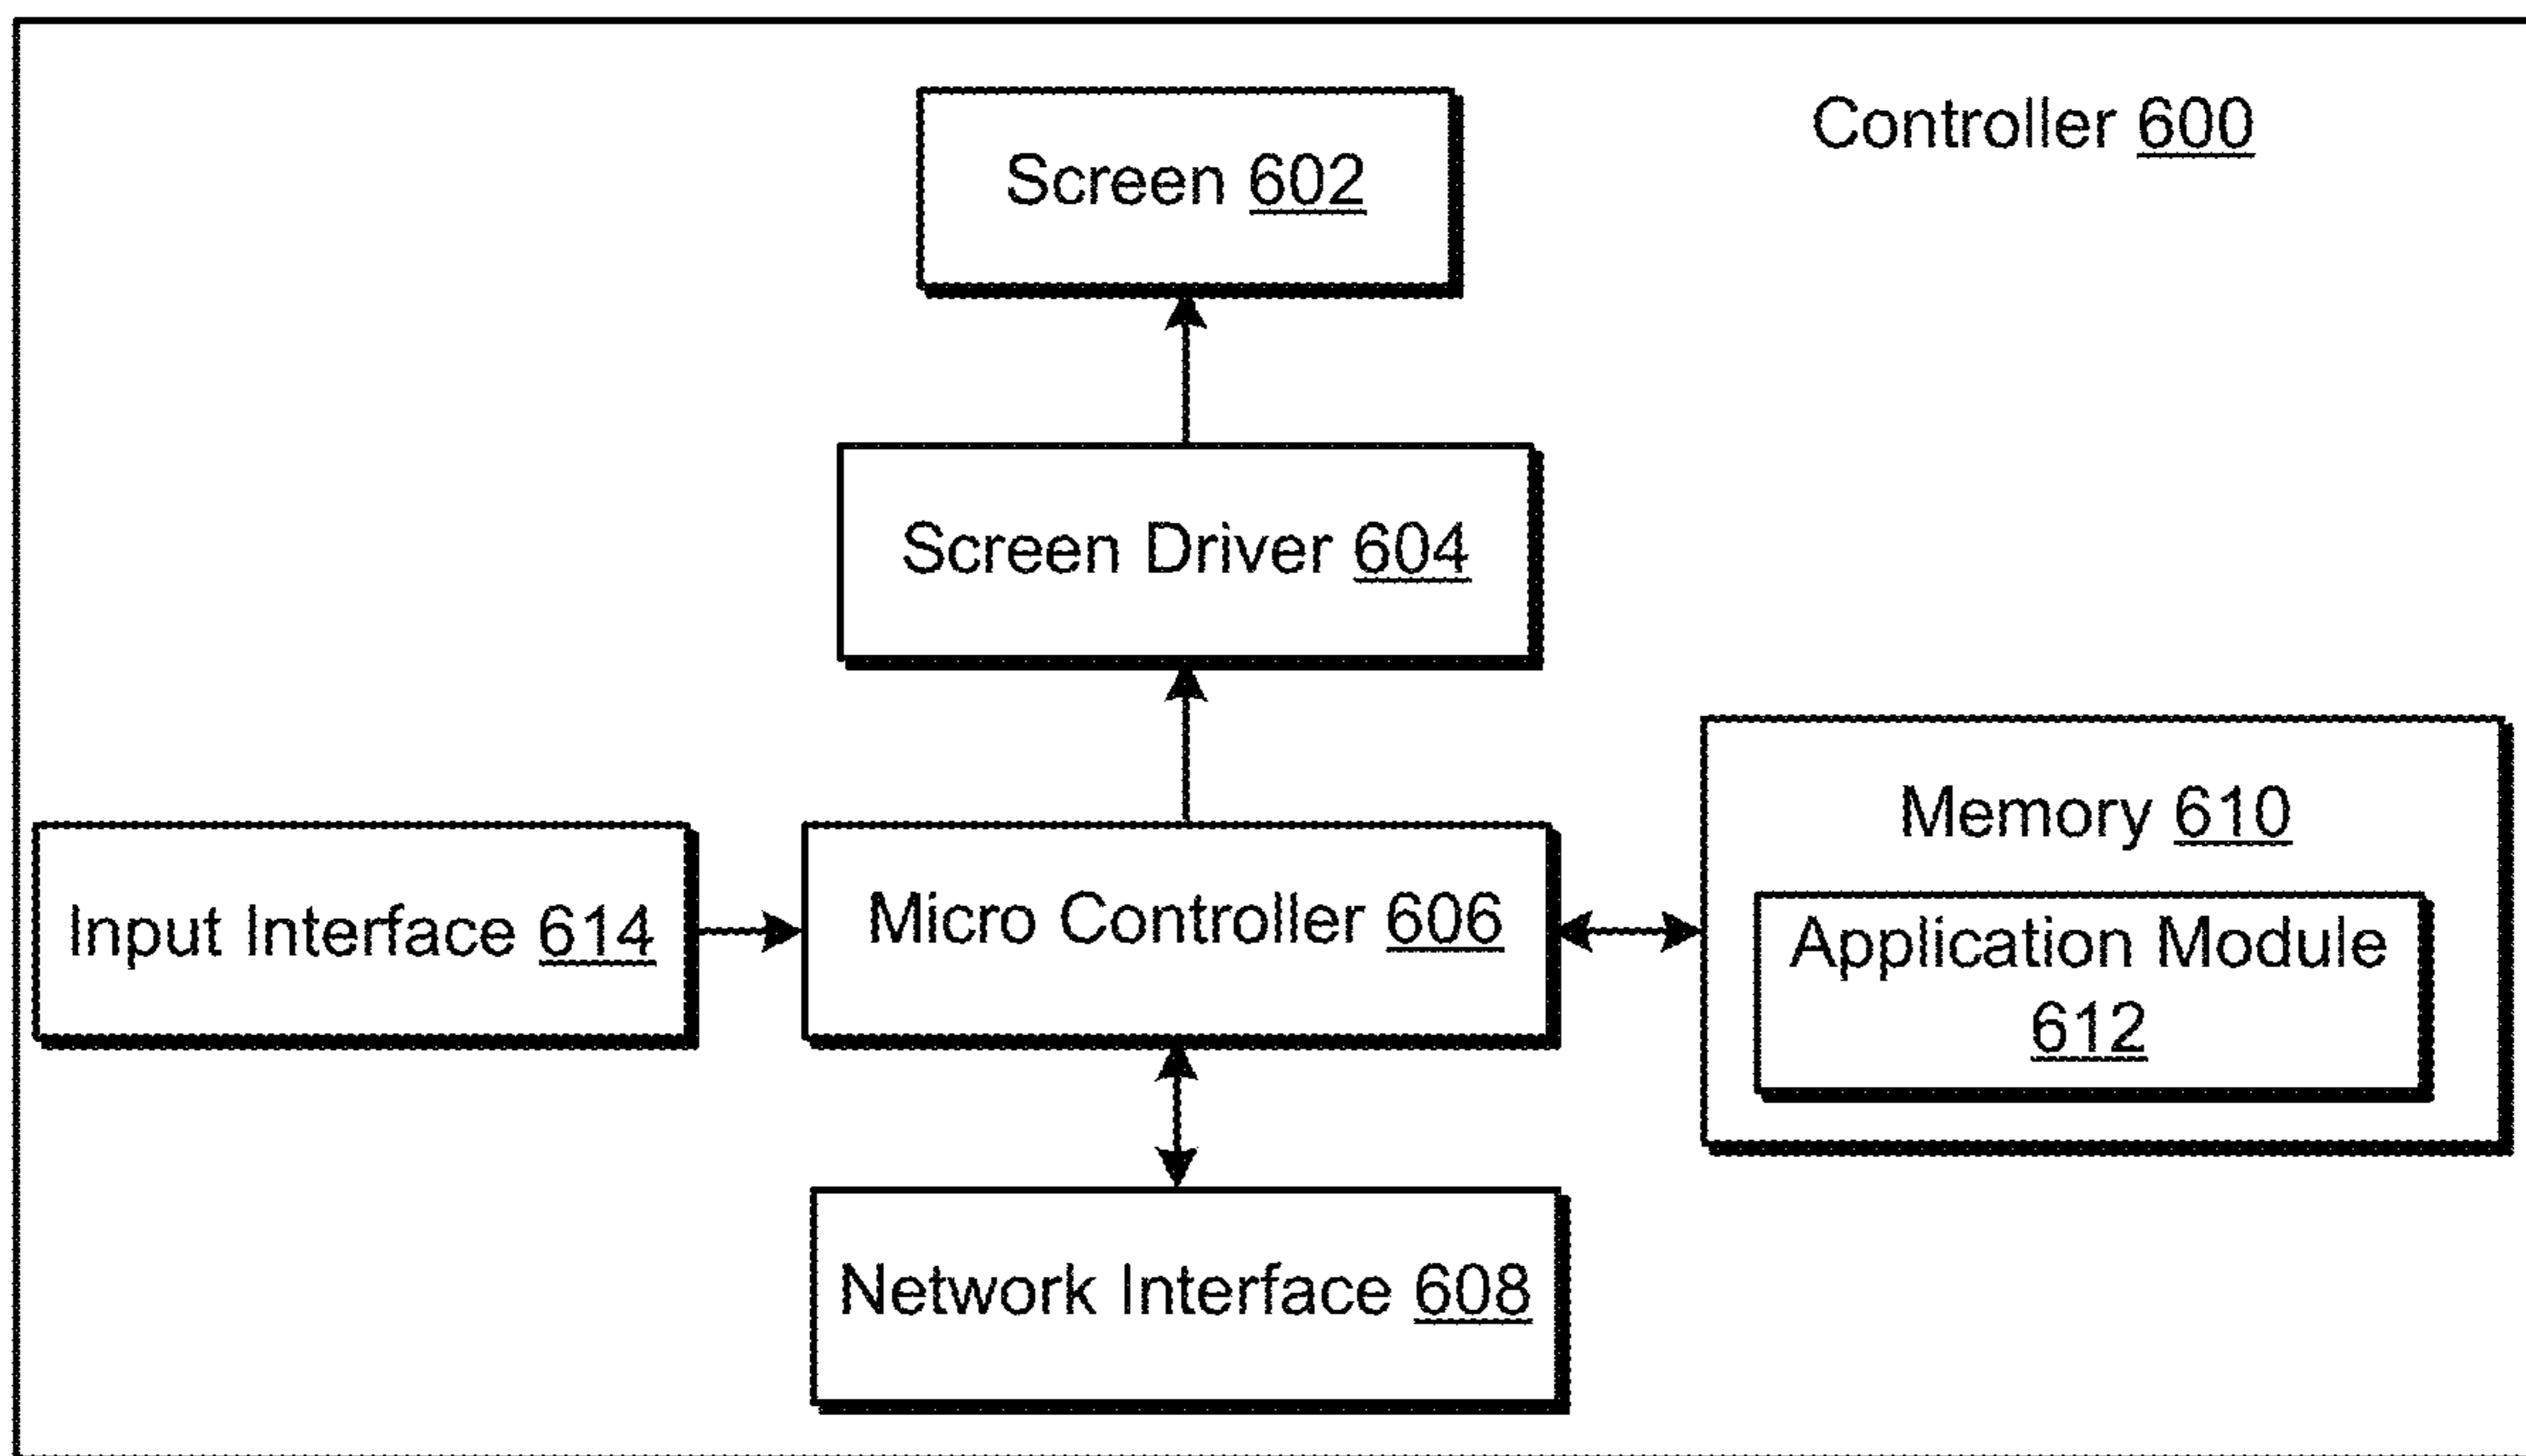 Controller 600
Screen 602
Screen Driver 604
Memory 610
Input Interface 614
Micro Controller 606
Application Module
612
Network Interface 608